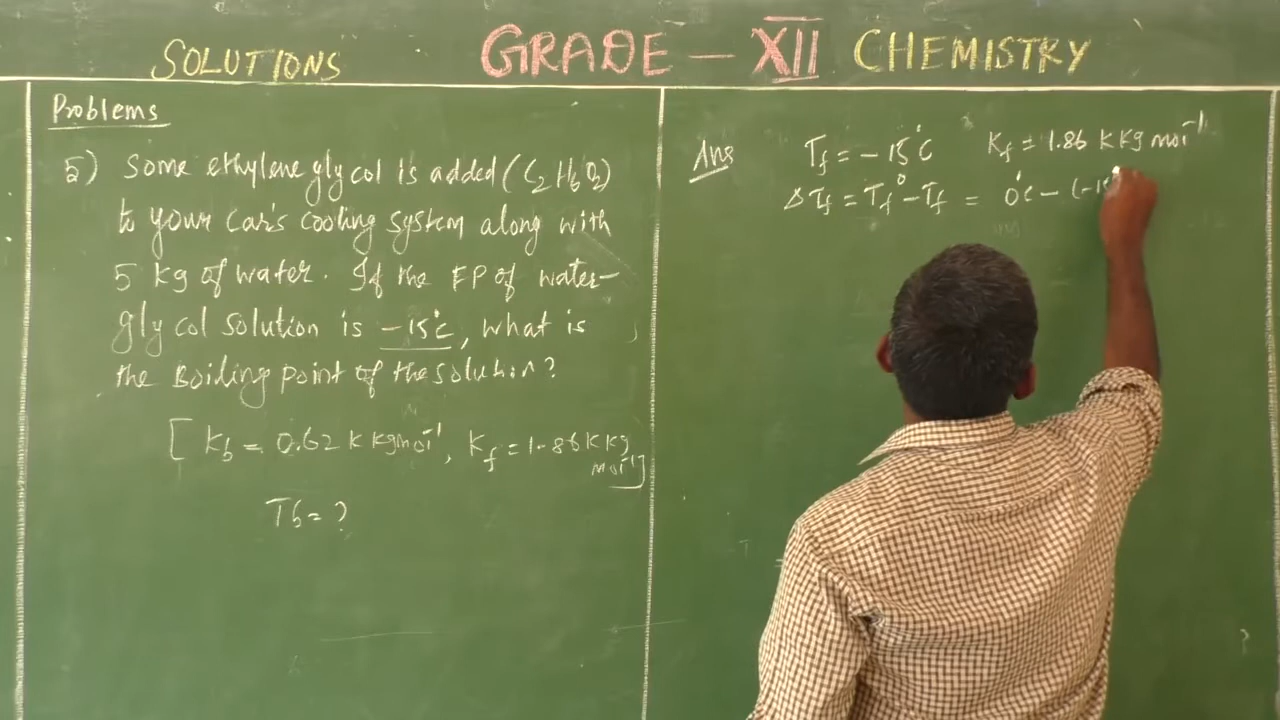 SOLUTIONS GRADE - XII CHEMISTRY
Problems
5) Some ethylene glycol is added (C₂H₆O₂)
to your car's cooling system along with
5 kg of water. If the FP of water-
glycol solution is -15°C, what is
the Boiling point of the solution?
[ Kb = 0.52 K kg mol⁻¹, Kf = 1.86 K Kg
mol⁻¹]
Tb = ?
Ans
Tf = -15°C Kf = 1.86 K Kg mol⁻¹
ΔTf = Tf° - Tf = 0°C - (-15